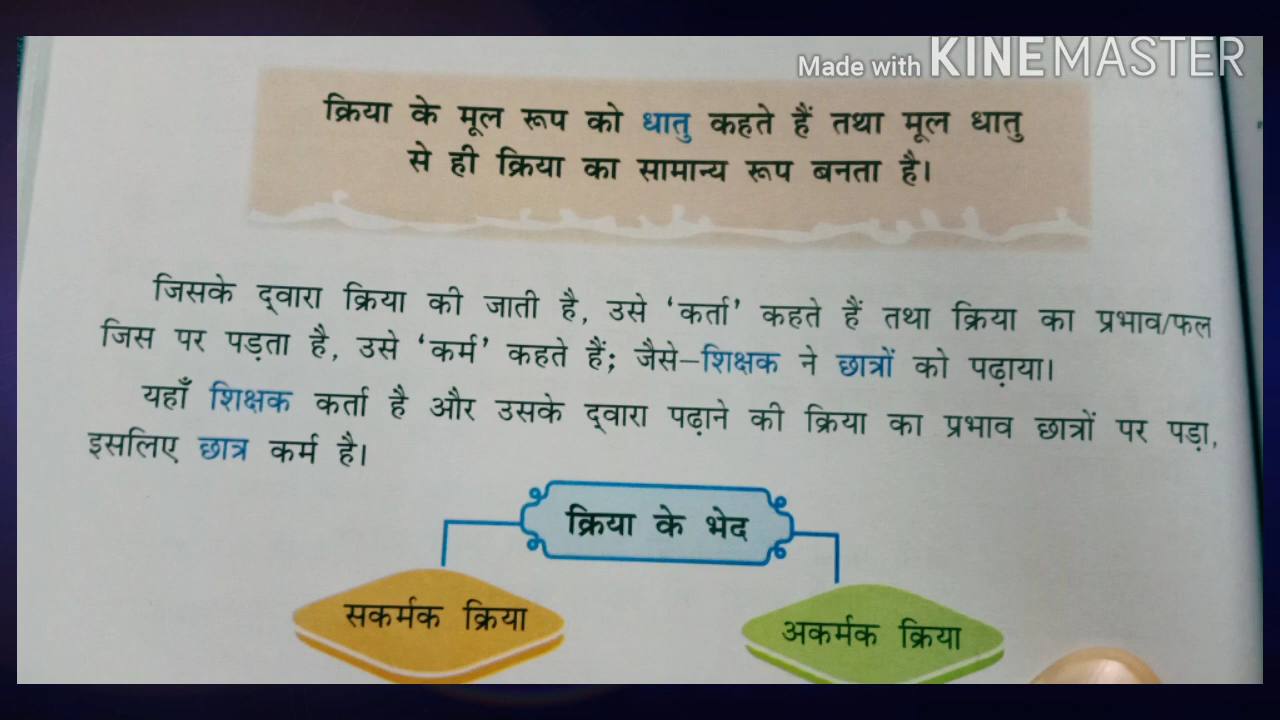 Made with KINEMASTER
क्रिया के मूल रूप को धातु कहते हैं तथा मूल धातु
से ही क्रिया का सामान्य रूप बनता है।
जिसके द्‌वारा क्रिया की जाती है, उसे ‘कर्ता’ कहते हैं तथा क्रिया का प्रभाव/फल
जिस पर पड़ता है, उसे ‘कर्म’ कहते हैं; जैसे–शिक्षक ने छात्रों को पढ़ाया।
यहाँ शिक्षक कर्ता है और उसके द्‌वारा पढ़ाने की क्रिया का प्रभाव छात्रों पर पड़ा,
इसलिए छात्र कर्म है।
क्रिया के भेद
सकर्मक क्रिया
अकर्मक क्रिया